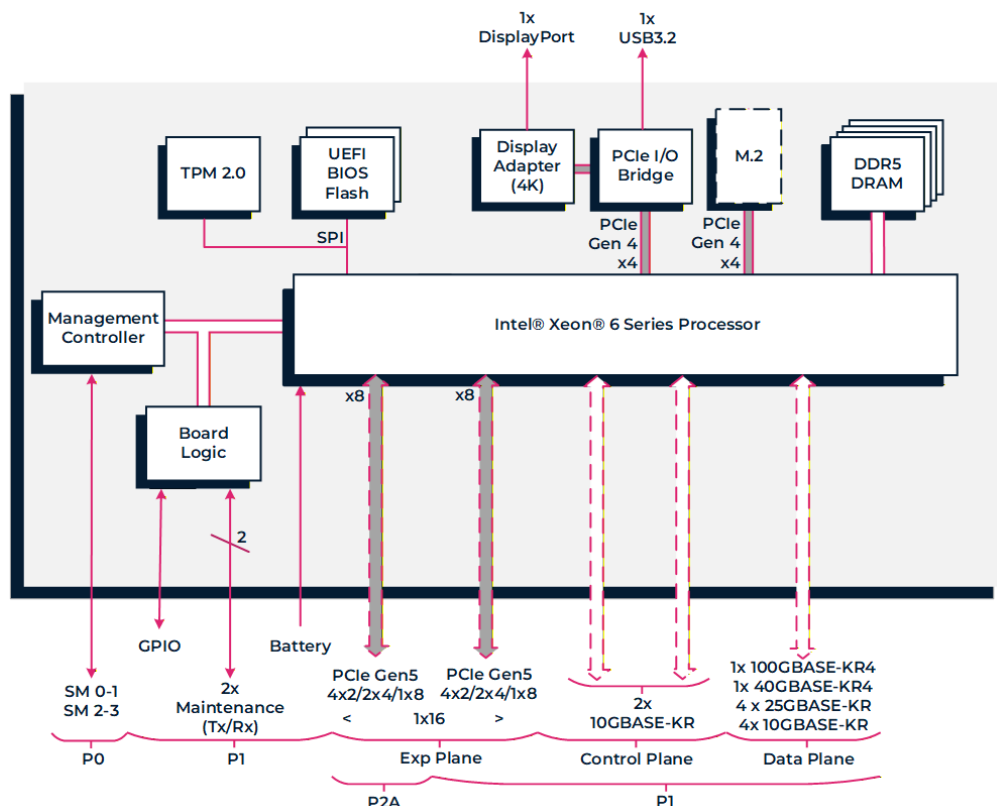 1x
DisplayPort
1x
USB3.2
TPM 2.0
UEFI
BIOS
Flash
Display
Adapter
(4K)
PCIe I/O
Bridge
M.2
DDR5
DRAM
SPI
PCIe
Gen 4
x4
PCIe
Gen 4
x4
Management
Controller
Intel® Xeon® 6 Series Processor
x8
x8
Board
Logic
2
GPIO
Battery
SM 0-1
SM 2-3
2x
Maintenance
(Tx/Rx)
PCIe Gen5
4x2/2x4/1x8
PCIe Gen5
4x2/2x4/1x8
< 1x16 >
2x
10GBASE-KR
1x 100GBASE-KR4
1x 40GBASE-KR4
4 x 25GBASE-KR
4x 10GBASE-KR
P0
P1
Exp Plane
Control Plane
Data Plane
P2A
P1